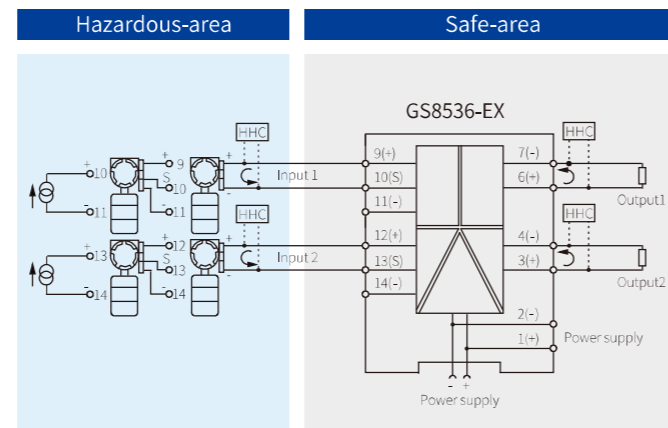 Hazardous-area
Safe-area
GS8536-EX
HHC
HHC
+ 9 + 9(+) 7(-)
+ 10 S 10 - Input 1 10(S) 6(+)
- 11 - 11 11(-) Output1
HHC
HHC
+ 12 + 12(+) 4(-)
+ 13 S 13 - Input 2 13(S) 3(+)
- 14 - 14 14(-) Output2
2(-)
1(+) Power supply
- +
Power supply